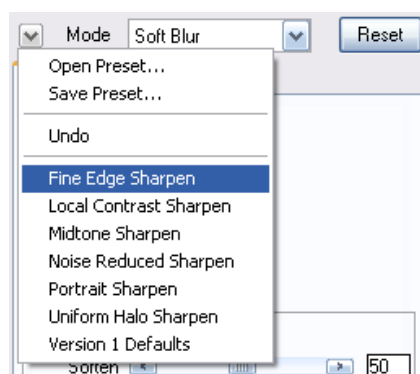 Mode Soft Blur Reset
Open Preset...
Save Preset...
Undo
Fine Edge Sharpen
Local Contrast Sharpen
Midtone Sharpen
Noise Reduced Sharpen
Portrait Sharpen
Uniform Halo Sharpen
Version 1 Defaults
Soften 50